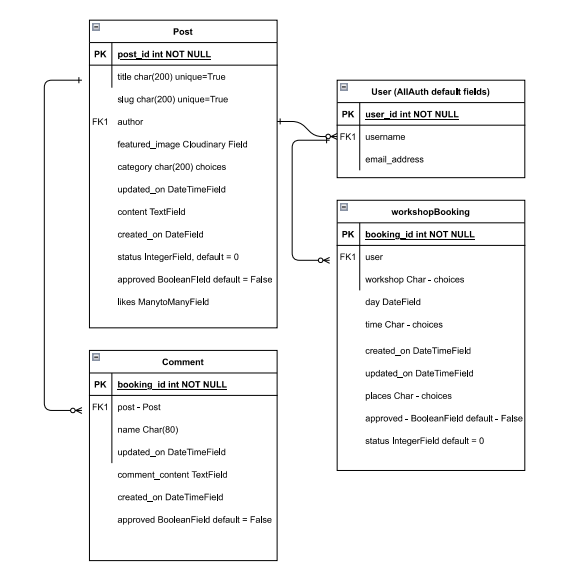 Post
PK post_id int NOT NULL
title char(200) unique=True
slug char(200) unique=True
FK1 author
featured_image Cloudinary Field
category char(200) choices
updated_on DateTimeField
content TextField
created_on DateField
status IntegerField, default = 0
approved BooleanField default = False
likes ManytoManyField
User (AllAuth default fields)
PK user_id int NOT NULL
FK1 username
email_address
workshopBooking
PK booking_id int NOT NULL
FK1 user
workshop Char - choices
day DateField
time Char - choices
created_on DateTimeField
updated_on DateTimeField
places Char - choices
approved - BooleanField default - False
status IntegerField default = 0
Comment
PK booking_id int NOT NULL
FK1 post - Post
name Char(80)
updated_on DateTimeField
comment_content TextField
created_on DateTimeField
approved BooleanField default = False